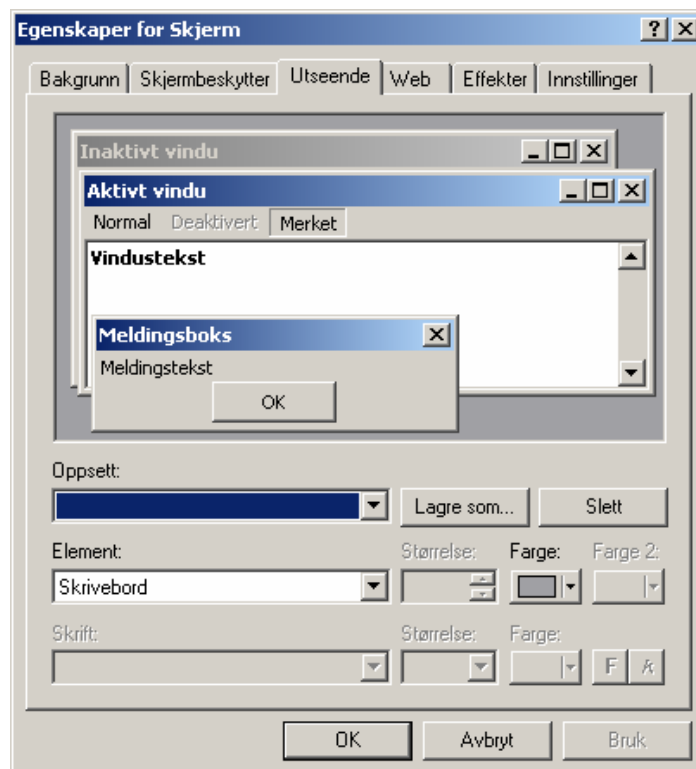 Egenskaper for Skjerm
Bakgrunn Skjermbeskytter Utseende Web Effekter Innstillinger
Inaktivt vindu
Aktivt vindu
Normal Deaktivert Merket
Vindustekst
Meldingsboks
Meldingstekst
OK
Oppsett:
Lagre som... Slett
Element: Størrelse: Farge: Farge 2:
Skrivebord
Skrift: Størrelse: Farge:
F k
OK Avbryt Bruk